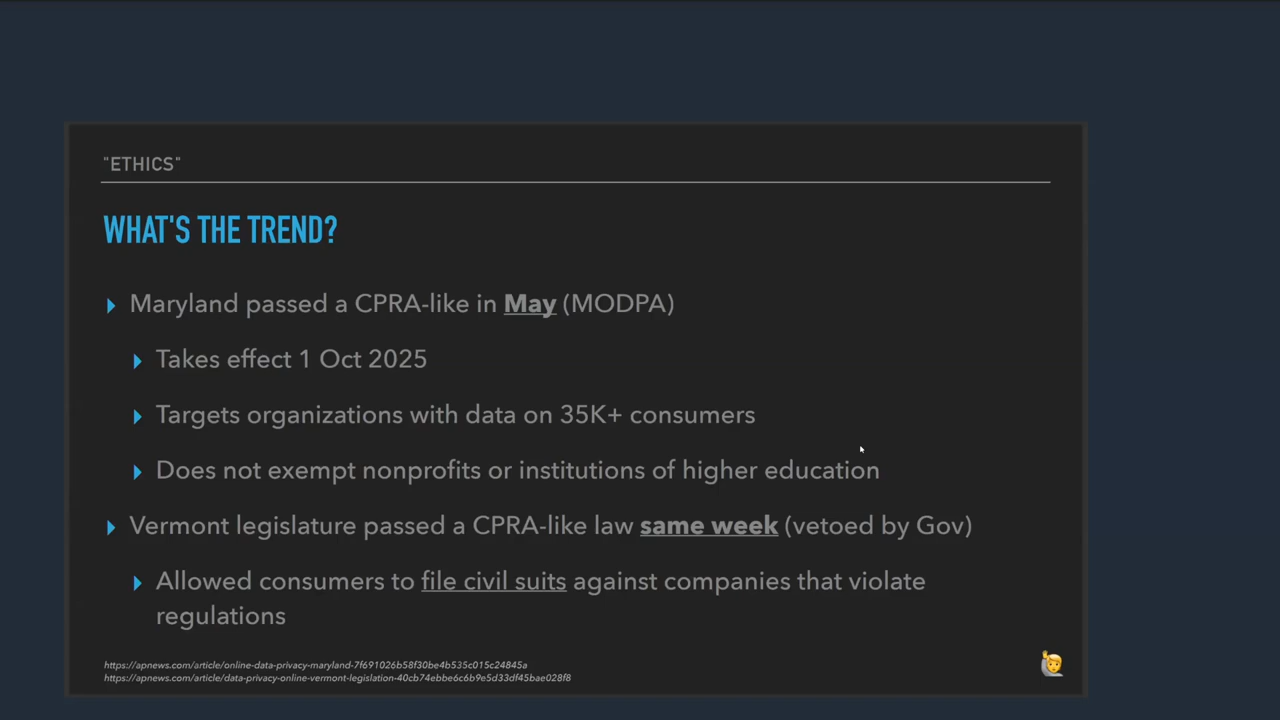 "ETHICS"
WHAT'S THE TREND?
Maryland passed a CPRA-like in May (MODPA)
Takes effect 1 Oct 2025
Targets organizations with data on 35K+ consumers
Does not exempt nonprofits or institutions of higher education
Vermont legislature passed a CPRA-like law same week (vetoed by Gov)
Allowed consumers to file civil suits against companies that violate
regulations
https://apnews.com/article/online-data-privacy-maryland-7f691026b58f30be4b535c015c24845a
https://apnews.com/article/data-privacy-online-vermont-legislation-40cb74ebbe6c6b9e5d33df45bae028f8